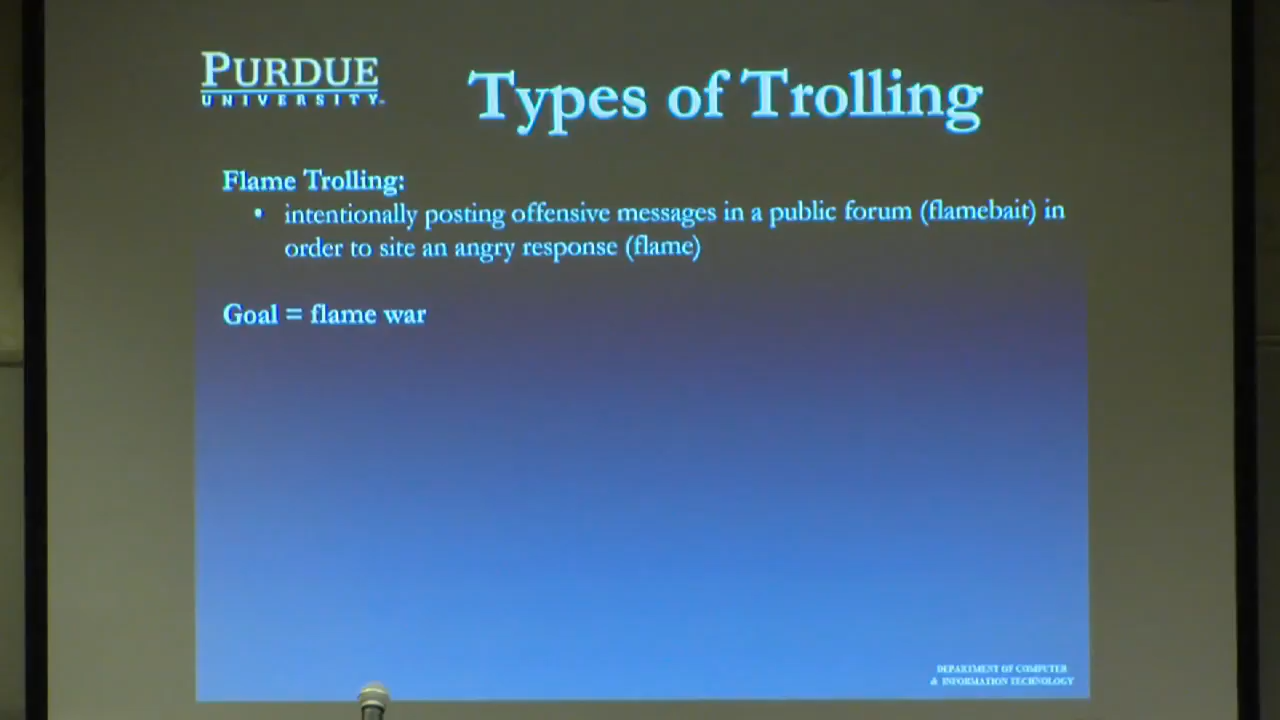 PURDUE
UNIVERSITY
Types of Trolling
Flame Trolling:
• intentionally posting offensive messages in a public forum (flamebait) in
order to site an angry response (flame)
Goal = flame war
DEPARTMENT OF COMPUTER
& INFORMATION TECHNOLOGY